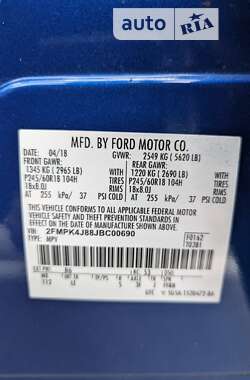 auto RIA
MFD. BY FORD MOTOR CO.
DATE: 04/18 GVWR: 2549 KG ( 5620 LB)
FRONT GAWR: REAR GAWR:
1345 KG ( 2965 LB) 1220 KG ( 2690 LB)
P245/60R18 104H TIRES P245/60R18 104H
18x8.0J RIMS 18x8.0J
AT 255 kPa/ 37 PSI COLD AT 255 kPa/ 37 PSI COLD
THIS VEHICLE CONFORMS TO ALL APPLICABLE FEDERAL MOTOR
VEHICLE SAFETY AND THEFT PREVENTION STANDARDS IN EFFECT
ON THE DATE OF MANUFACTURE SHOWN ABOVE.
VIN: 2FMPK4J88JBC00690
TYPE: MPV
F0162